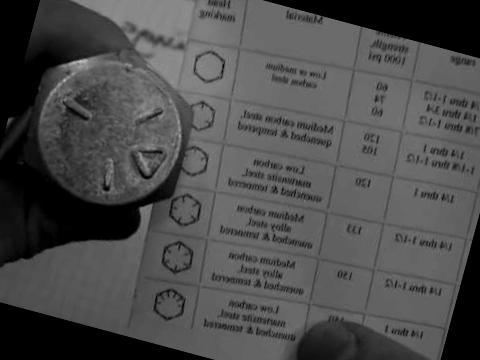 range
strength,
1000 psi
Material
Head
marking
1/4 thru 1-1/2
1/4 thru 3/4
7/8 thru 1-1/2
60
74
60
Low or medium
carbon steel
1/4 thru 1
1-1/8 thru 1-1/2
120
105
Medium carbon steel,
quenched & tempered
1/4 thru 1
120
Low carbon
martensite steel,
quenched & tempered
1/4 thru 1-1/2
133
Medium carbon
alloy steel,
quenched & tempered
1/4 thru 1-1/2
150
Medium carbon
alloy steel,
quenched & tempered
1/4 thru 1
Low carbon
martensite steel,
quenched & tempered